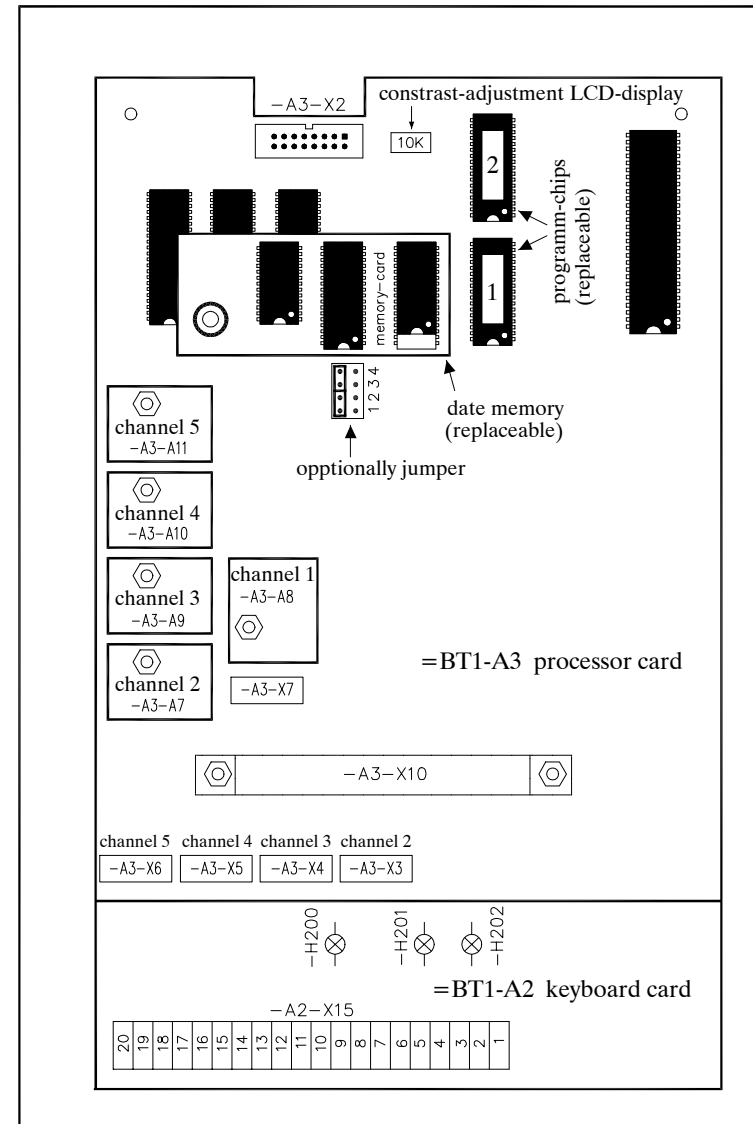 constrast-adjustment LCD-display
-A3-X2
10K
2
1
programm-chips
(replaceable)
memory-card
1 2 3 4
date memory
(replaceable)
opptionally jumper
channel 5
-A3-A11
channel 4
-A3-A10
channel 3
-A3-A9
channel 1
-A3-A8
channel 2
-A3-A7
-A3-X7
=BT1-A3 processor card
-A3-X10
channel 5 channel 4 channel 3 channel 2
-A3-X6 -A3-X5 -A3-X4 -A3-X3
-H200 -H201 -H202
=BT1-A2 keyboard card
-A2-X15
20 19 18 17 16 15 14 13 12 11 10 9 8 7 6 5 4 3 2 1